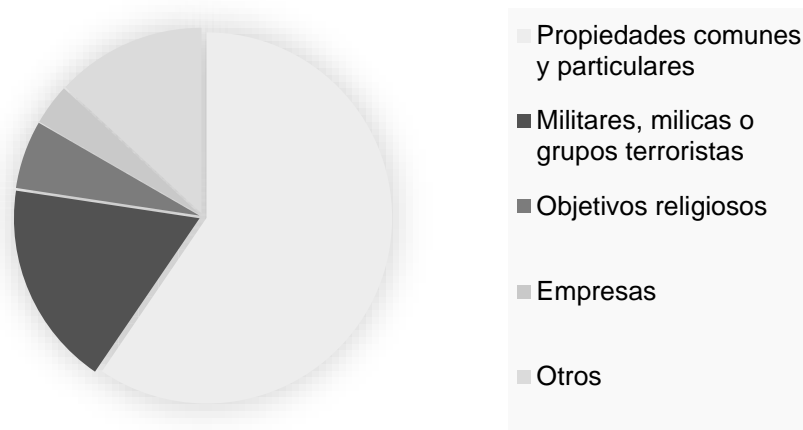 Propiedades comunes
y particulares
Militares, milicas o
grupos terroristas
Objetivos religiosos
Empresas
Otros